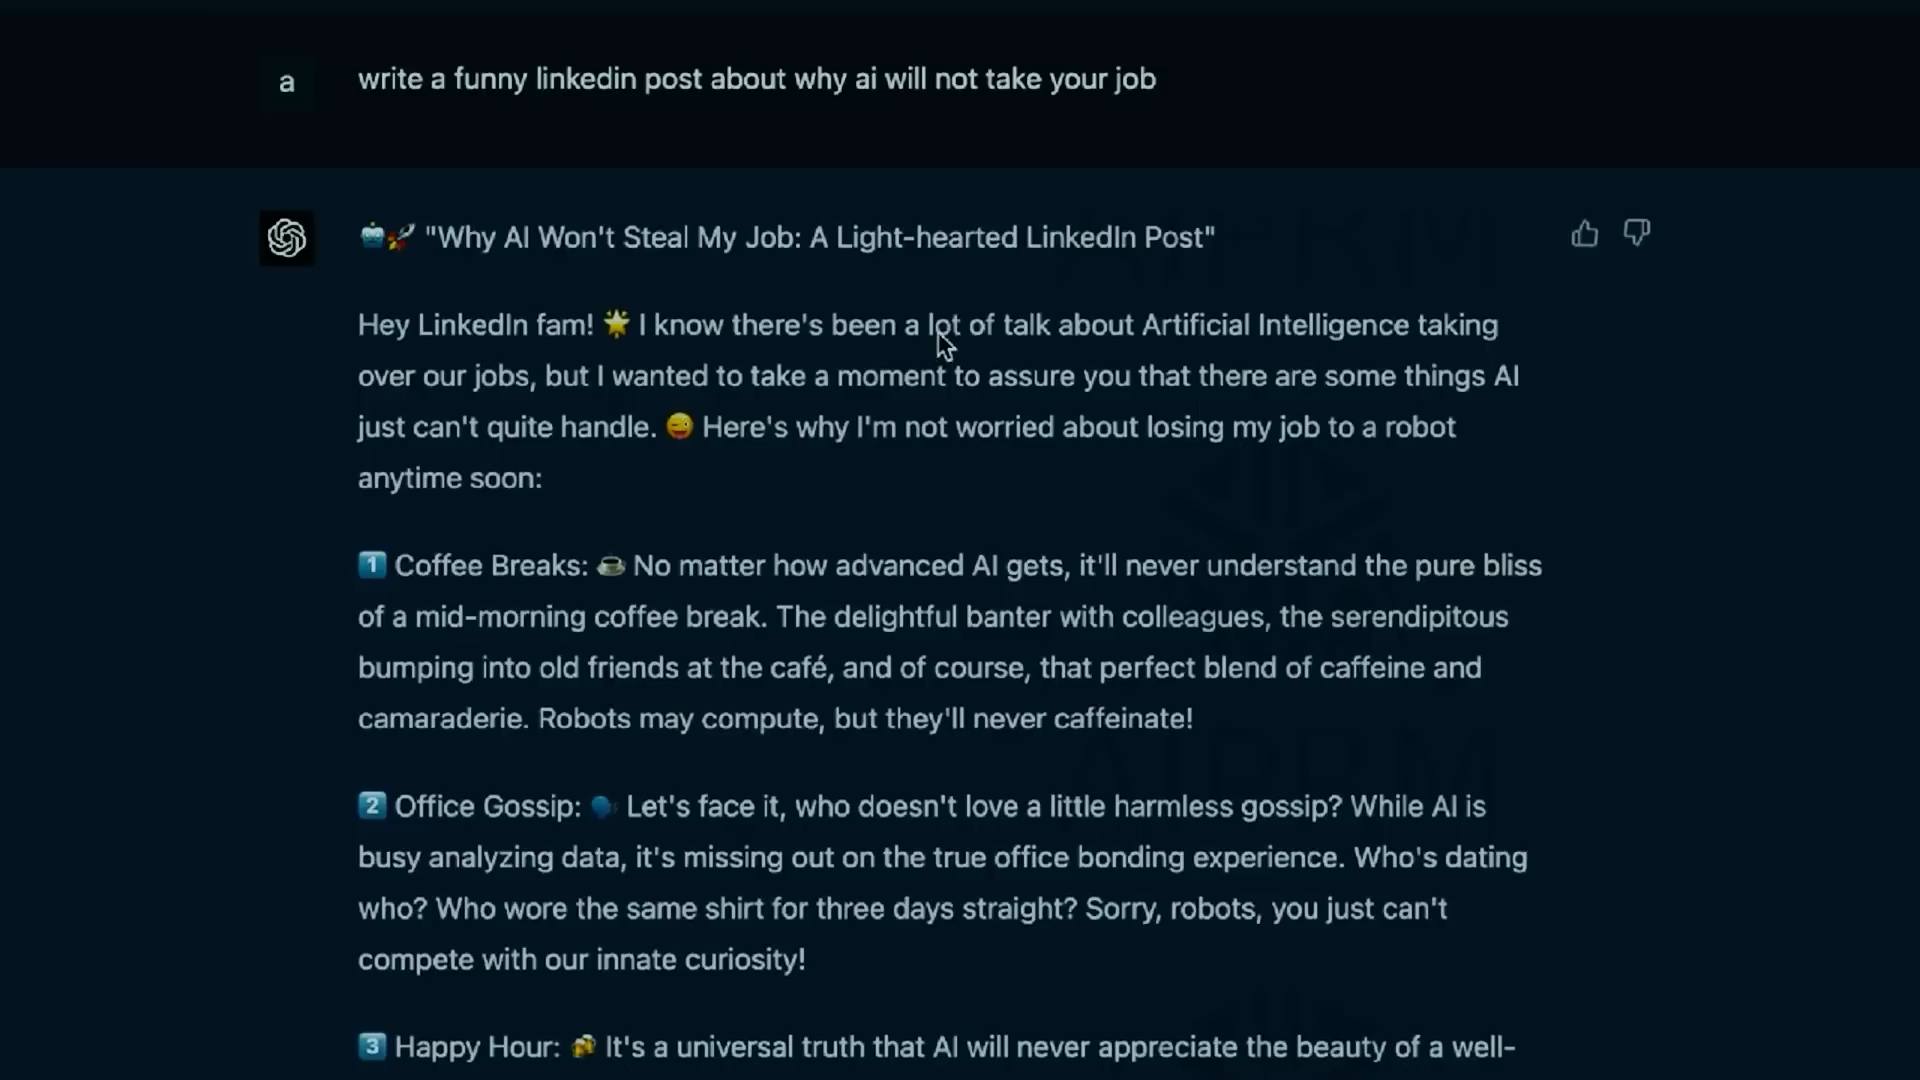 a
write a funny linkedin post about why ai will not take your job
🤖🚀 "Why AI Won't Steal My Job: A Light-hearted LinkedIn Post"
Hey LinkedIn fam! 🌟 I know there's been a lot of talk about Artificial Intelligence taking
over our jobs, but I wanted to take a moment to assure you that there are some things AI
just can't quite handle. 😜 Here's why I'm not worried about losing my job to a robot
anytime soon:
1️⃣ Coffee Breaks: ☕ No matter how advanced AI gets, it'll never understand the pure bliss
of a mid-morning coffee break. The delightful banter with colleagues, the serendipitous
bumping into old friends at the café, and of course, that perfect blend of caffeine and
camaraderie. Robots may compute, but they'll never caffeinate!
2️⃣ Office Gossip: 🗣️ Let's face it, who doesn't love a little harmless gossip? While AI is
busy analyzing data, it's missing out on the true office bonding experience. Who's dating
who? Who wore the same shirt for three days straight? Sorry, robots, you just can't
compete with our innate curiosity!
3️⃣ Happy Hour: 🍻 It's a universal truth that AI will never appreciate the beauty of a well-